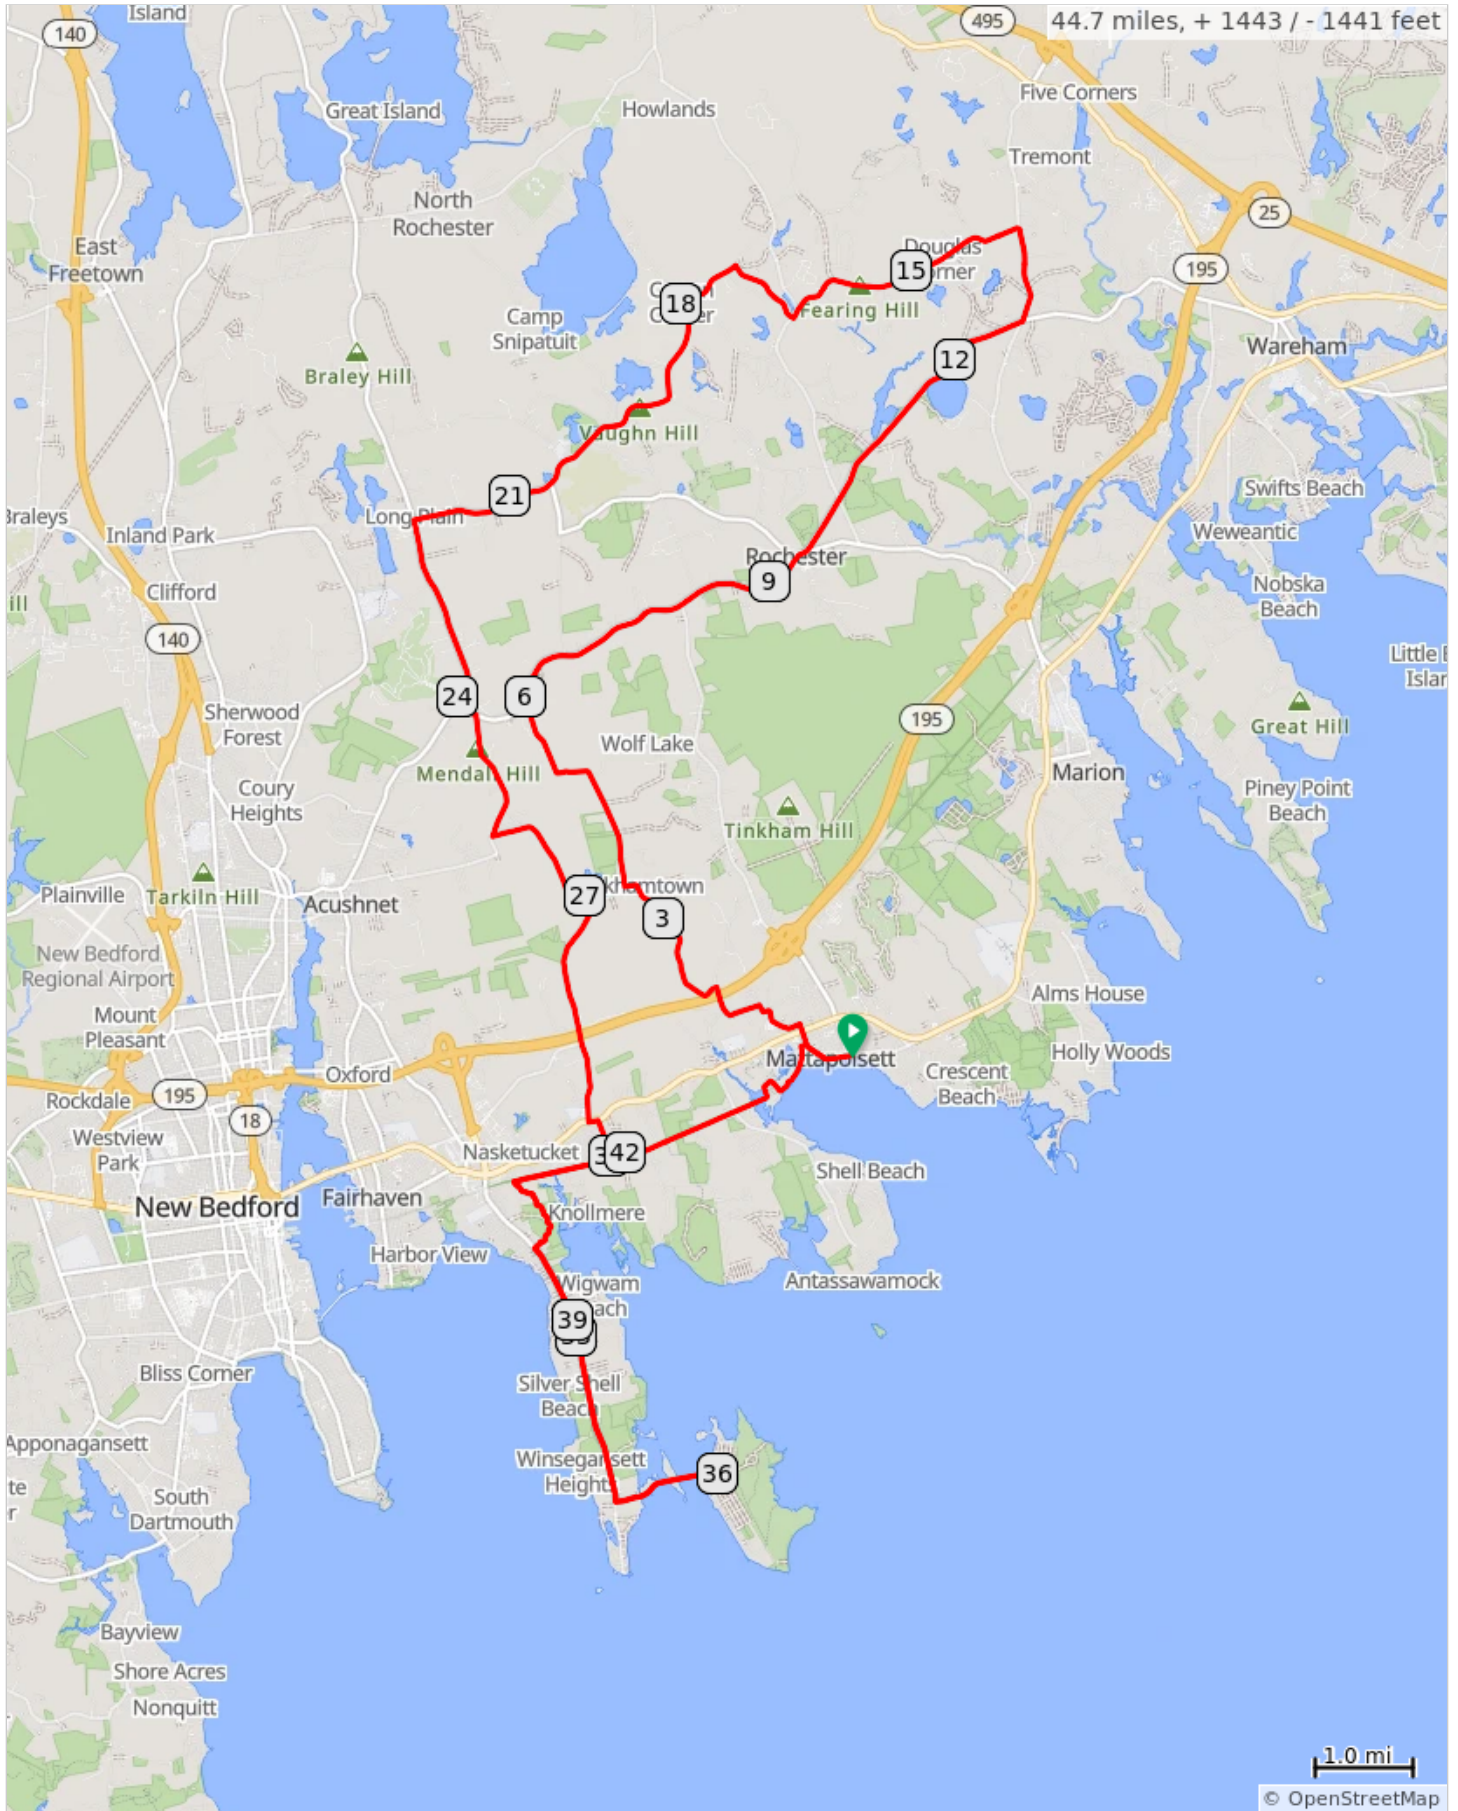 Island
140
495
44.7 miles, + 1443 / - 1441 feet
Five Corners
Great Island
Howlands
Tremont
North
Rochester
25
East
Freetown
Douglas
15
195
18
Fearing Hill
Camp
Snipatuit
12
Wareham
Braley Hill
Vaughn Hill
21
Swifts Beach
Long Plain
Braleys
Inland Park
Weweantic
Rochester
9
Clifford
Nobska
Beach
140
Little
24
6
Sherwood
Forest
195
Great Hill
Wolf Lake
Mendall Hill
Marion
Coury
Heights
Piney Point
Beach
Tinkham Hill
Plainville
Tarkiln Hill
27
Acushnet
3
New Bedford
Regional Airport
Alms House
Mount
Pleasant
Holly Woods
Mattapoisett
Oxford
Crescent
Beach
195
Rockdale
18
Westview
Park
Nasketucket
42
Shell Beach
New Bedford
Fairhaven
Knollmere
Harbor View
Wigwam
Antassawamock
39
Bliss Corner
Silver Shell
Beach
Apponagansett
Winsegansett
Heights
36
South
Dartmouth
Bayview
Shore Acres
Nonquitt
1.0 mi
© OpenStreetMap